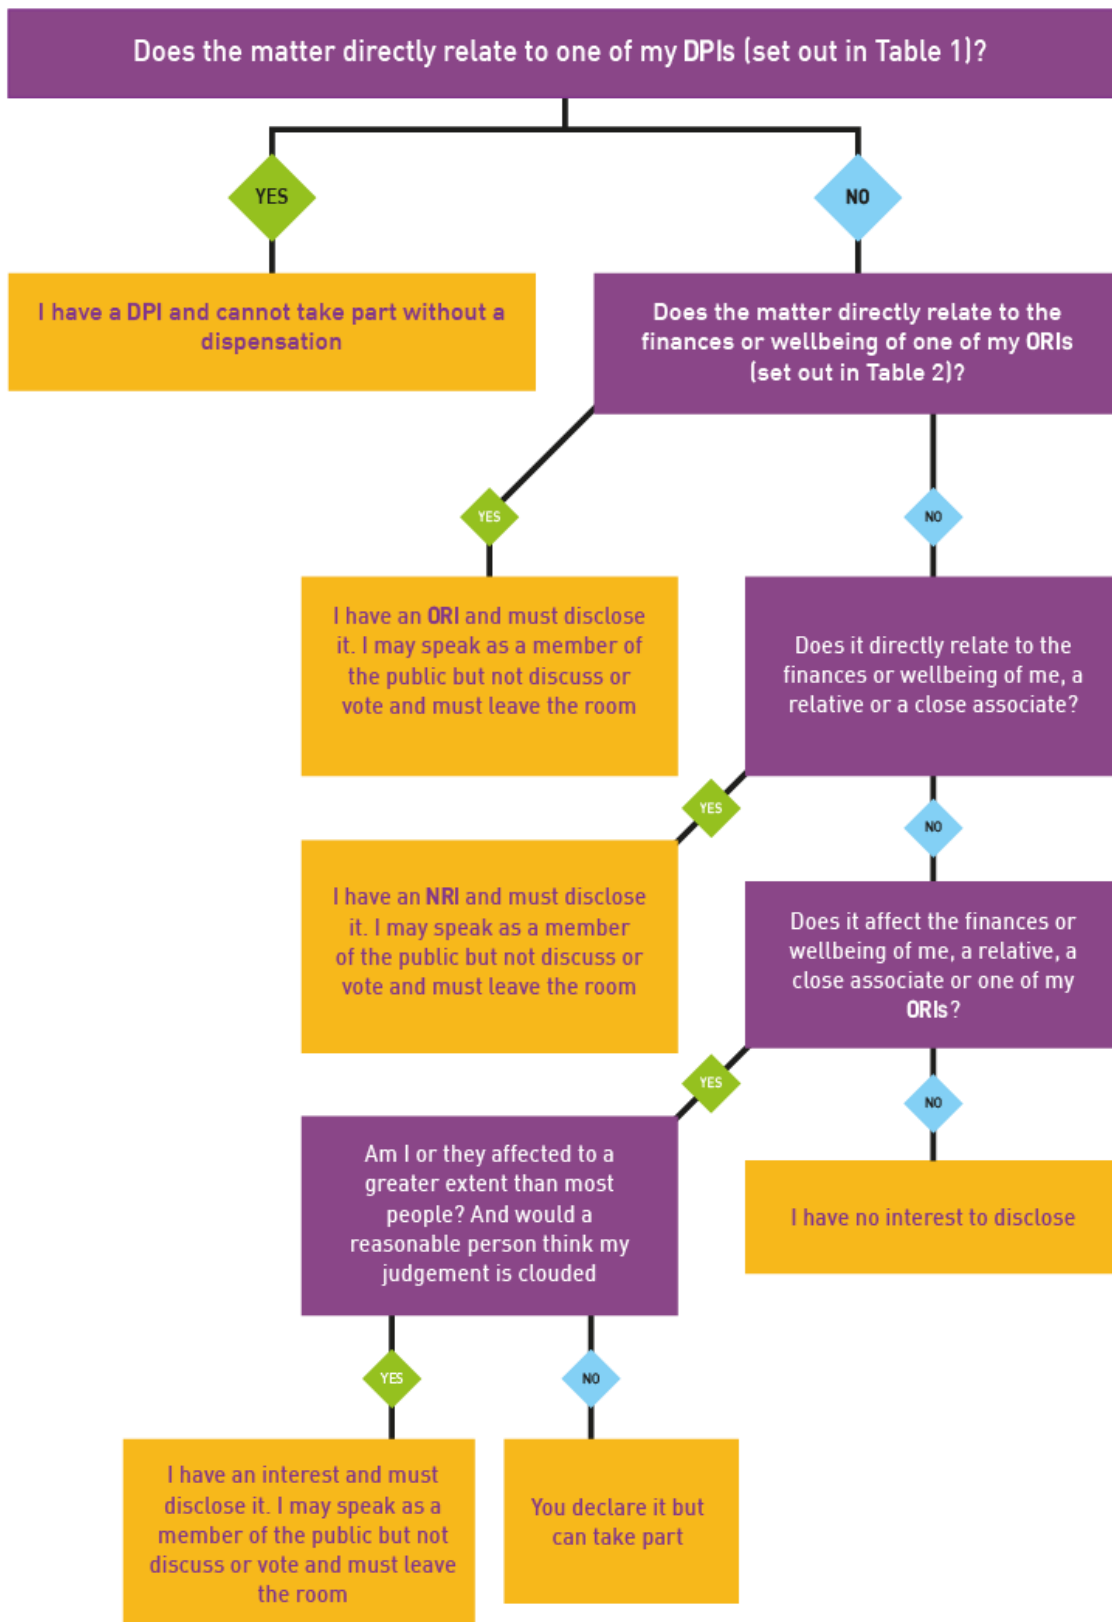 Does the matter directly relate to one of my DPIs (set out in Table 1)?
YES
NO
I have a DPI and cannot take part without a
dispensation
Does the matter directly relate to the
finances or wellbeing of one of my ORIs
(set out in Table 2)?
YES
NO
I have an ORI and must disclose
it. I may speak as a member of
the public but not discuss or
vote and must leave the room
Does it directly relate to the
finances or wellbeing of me, a
relative or a close associate?
YES
NO
I have an NRI and must disclose
it. I may speak as a member
of the public but not discuss or
vote and must leave the room
Does it affect the finances or
wellbeing of me, a relative, a
close associate or one of my
ORIs?
YES
NO
Am I or they affected to a
greater extent than most
people? And would a
reasonable person think my
judgement is clouded
I have no interest to disclose
YES
NO
I have an interest and must
disclose it. I may speak as a
member of the public but not
discuss or vote and must leave
the room
You declare it but
can take part